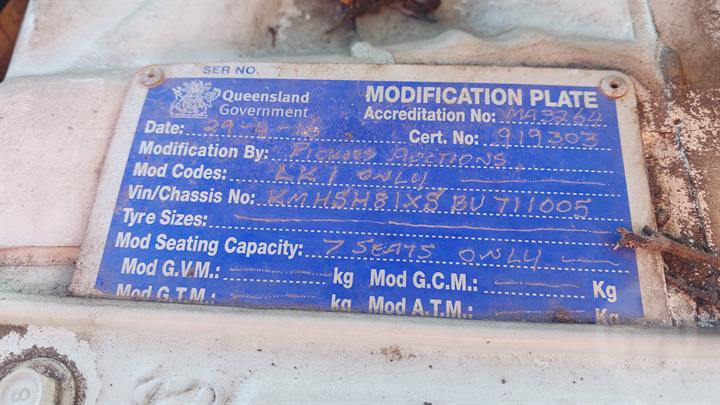 SER NO.
Queensland Government
MODIFICATION PLATE
Accreditation No: MA3264
Date: 29-4-
Cert. No: 919303
Modification By: PICKLES AUCTIONS
Mod Codes: LK1 ONLY
Vin/Chassis No: KMHSH81XSBU711005
Tyre Sizes:
Mod Seating Capacity: 7 SEATS ONLY
Mod G.V.M: kg Mod G.C.M: Kg
Mod G.T.M: kg Mod A.T.M: Kg
8